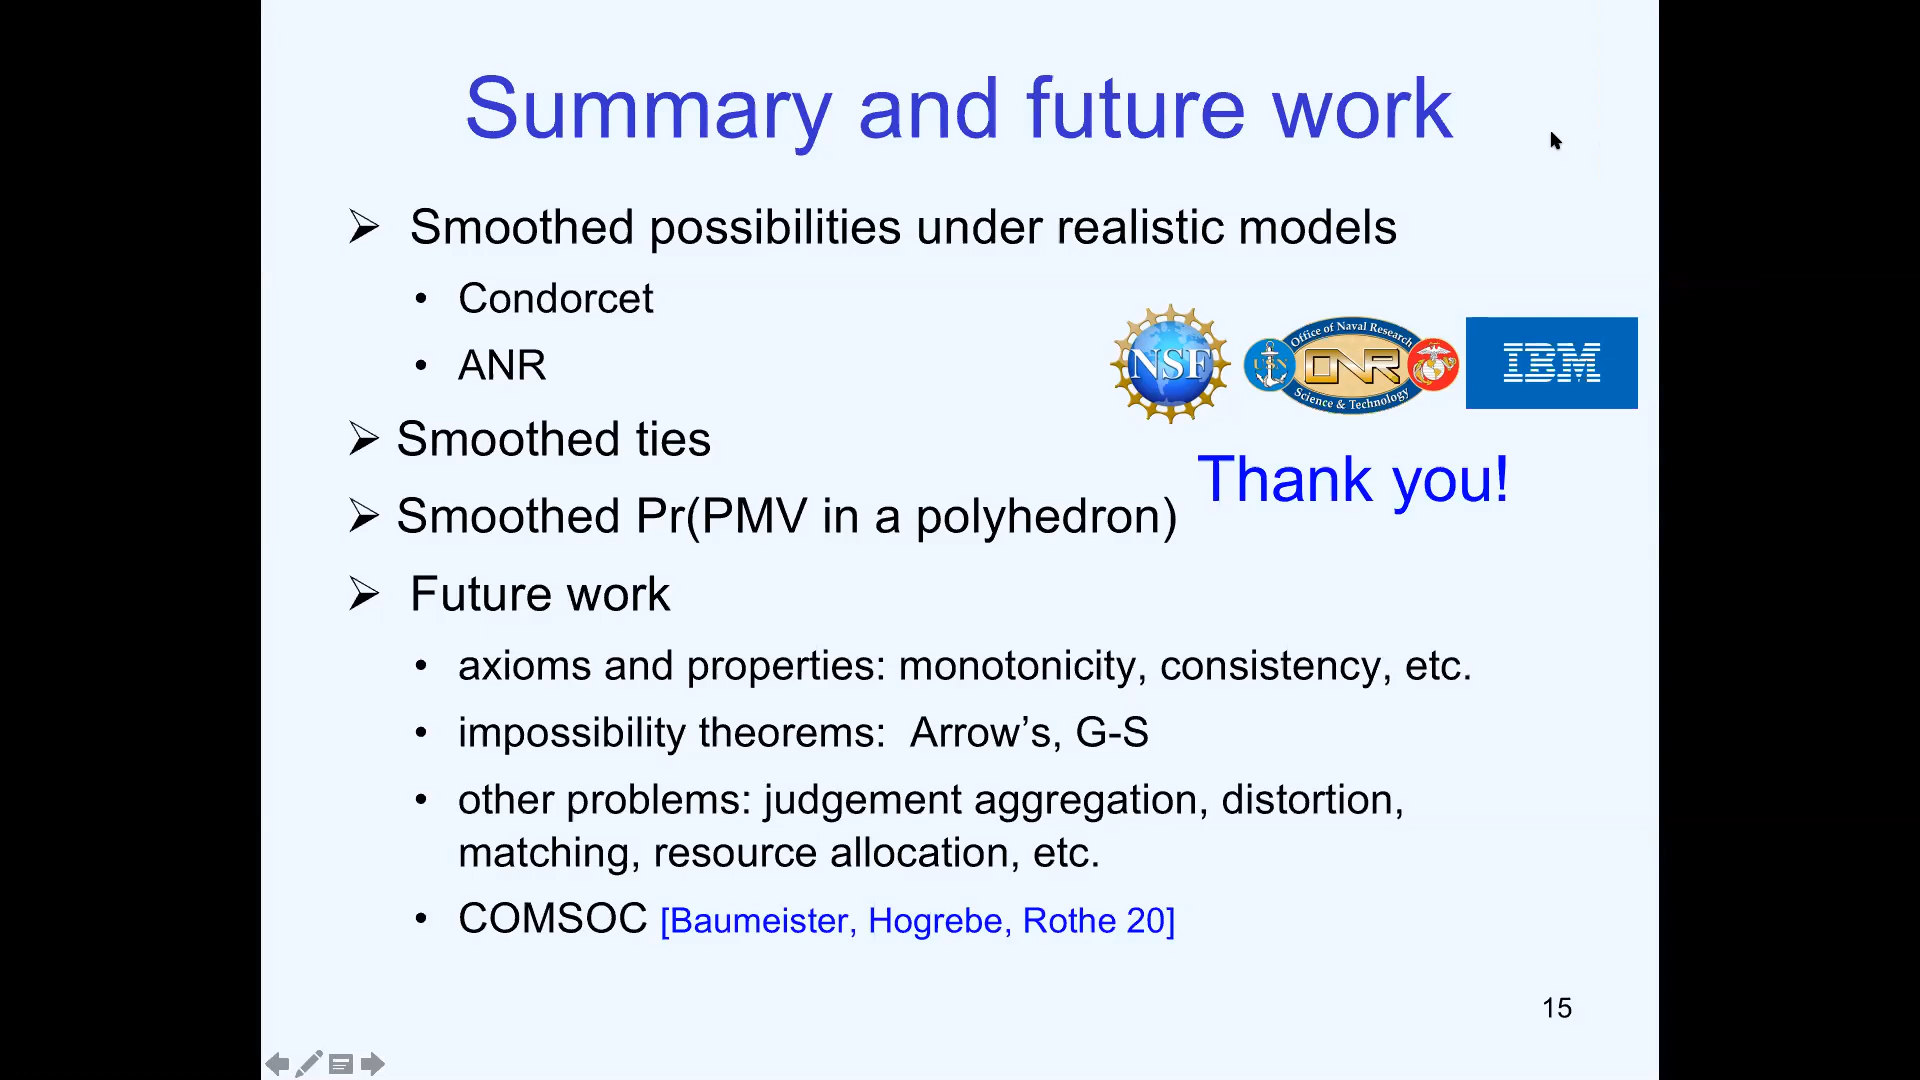 Summary and future work
➢ Smoothed possibilities under realistic models
• Condorcet
• ANR
NSF
Office of Naval Research
USN
ONR
Science & Technology
IBM
➢ Smoothed ties
Thank you!
➢ Smoothed Pr(PMV in a polyhedron)
➢ Future work
• axioms and properties: monotonicity, consistency, etc.
• impossibility theorems: Arrow’s, G-S
• other problems: judgement aggregation, distortion,
matching, resource allocation, etc.
• COMSOC [Baumeister, Hogrebe, Rothe 20]
15